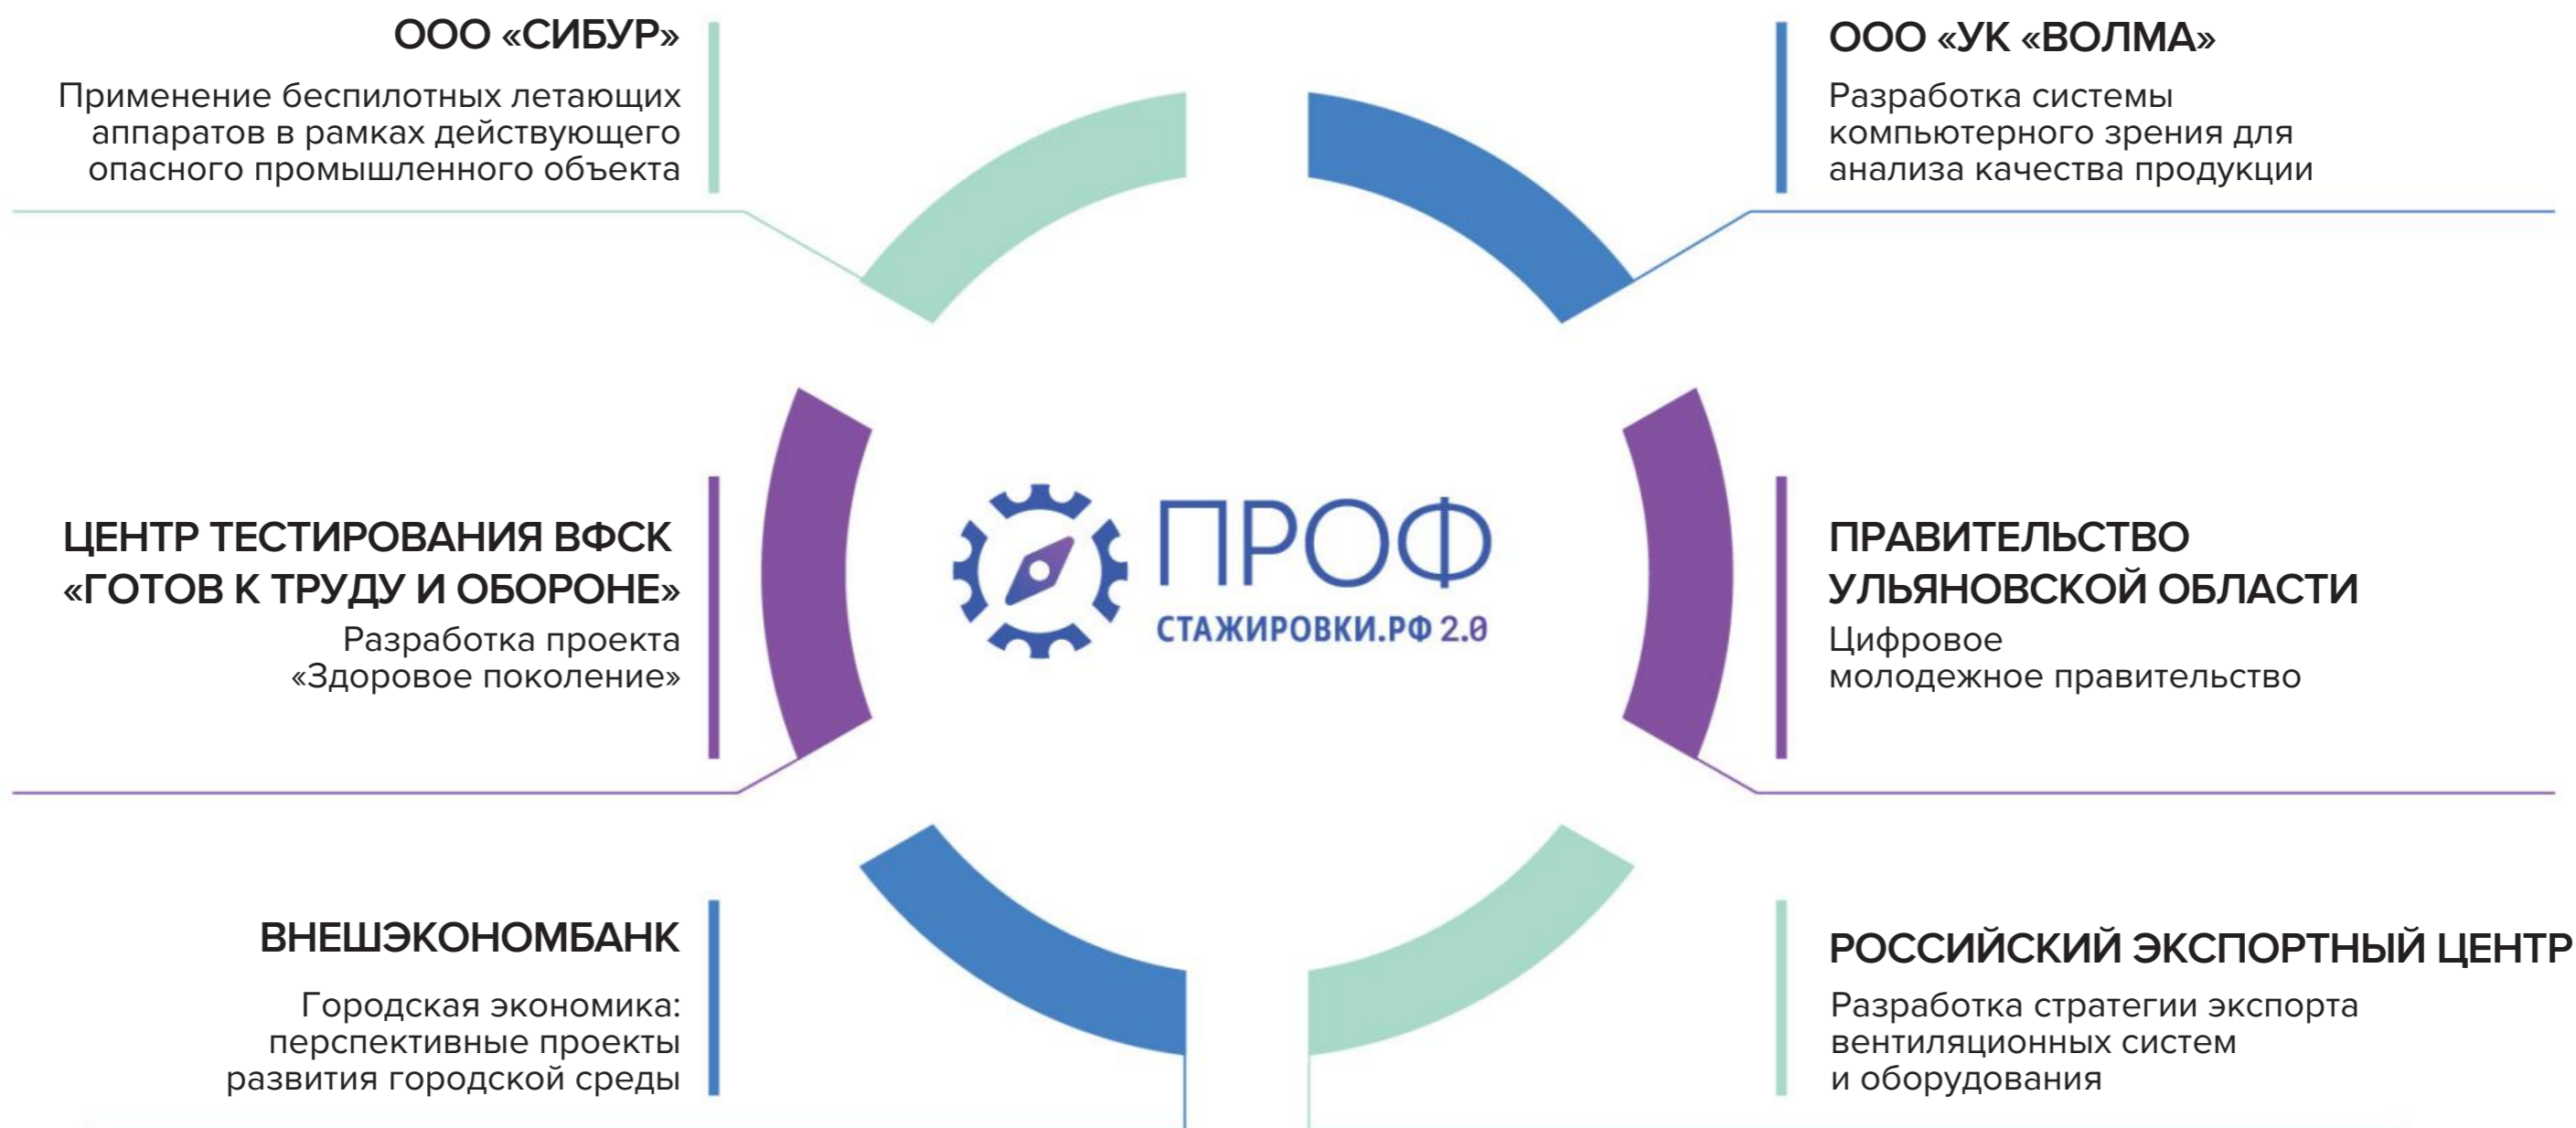 ООО «СИБУР»
Применение беспилотных летающих
аппаратов в рамках действующего
опасного промышленного объекта
ООО «УК «ВОЛМА»
Разработка системы
компьютерного зрения для
анализа качества продукции
ЦЕНТР ТЕСТИРОВАНИЯ ВФСК
«ГОТОВ К ТРУДУ И ОБОРОНЕ»
Разработка проекта
«Здоровое поколение»
ПРОФ
СТАЖИРОВКИ.РФ 2.0
ПРАВИТЕЛЬСТВО
УЛЬЯНОВСКОЙ ОБЛАСТИ
Цифровое
молодежное правительство
ВНЕШЭКОНОМБАНК
Городская экономика:
перспективные проекты
развития городской среды
РОССИЙСКИЙ ЭКСПОРТНЫЙ ЦЕНТР
Разработка стратегии экспорта
вентиляционных систем
и оборудования